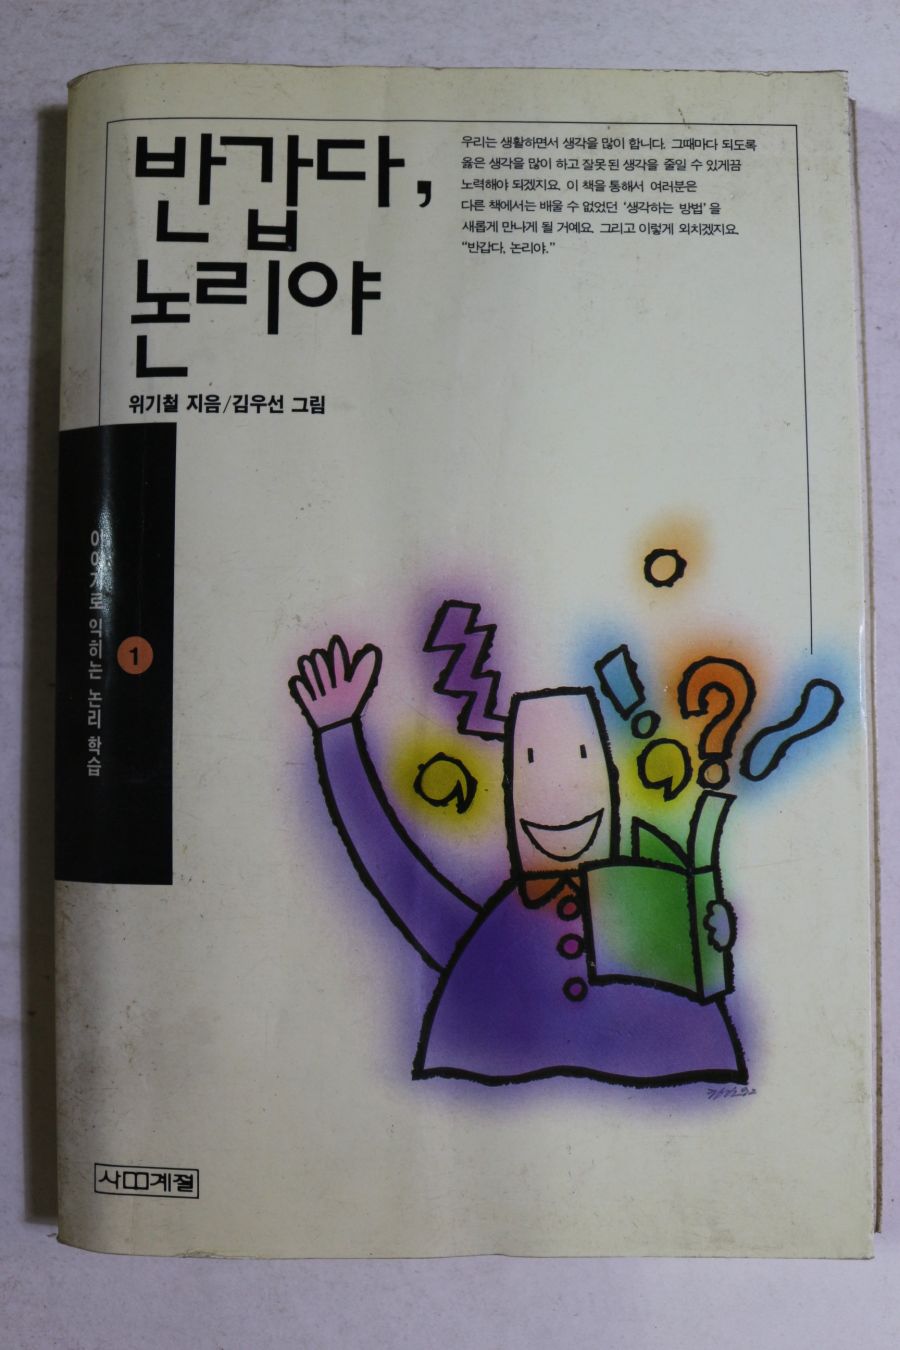 반갑다,
논리야
우리는 생활하면서 생각을 많이 합니다. 그때마다 되도록
옳은 생각을 많이 하고 잘못된 생각을 줄일 수 있게끔
노력해야 되겠지요. 이 책을 통해서 여러분은
다른 책에서는 배울 수 없었던 '생각하는 방법'을
새롭게 만나게 될 거예요. 그리고 이렇게 외치겠지요.
“반갑다, 논리야.”
위기철 지음/김우선 그림
이야기로 익히는 논리 학습
1
사계절